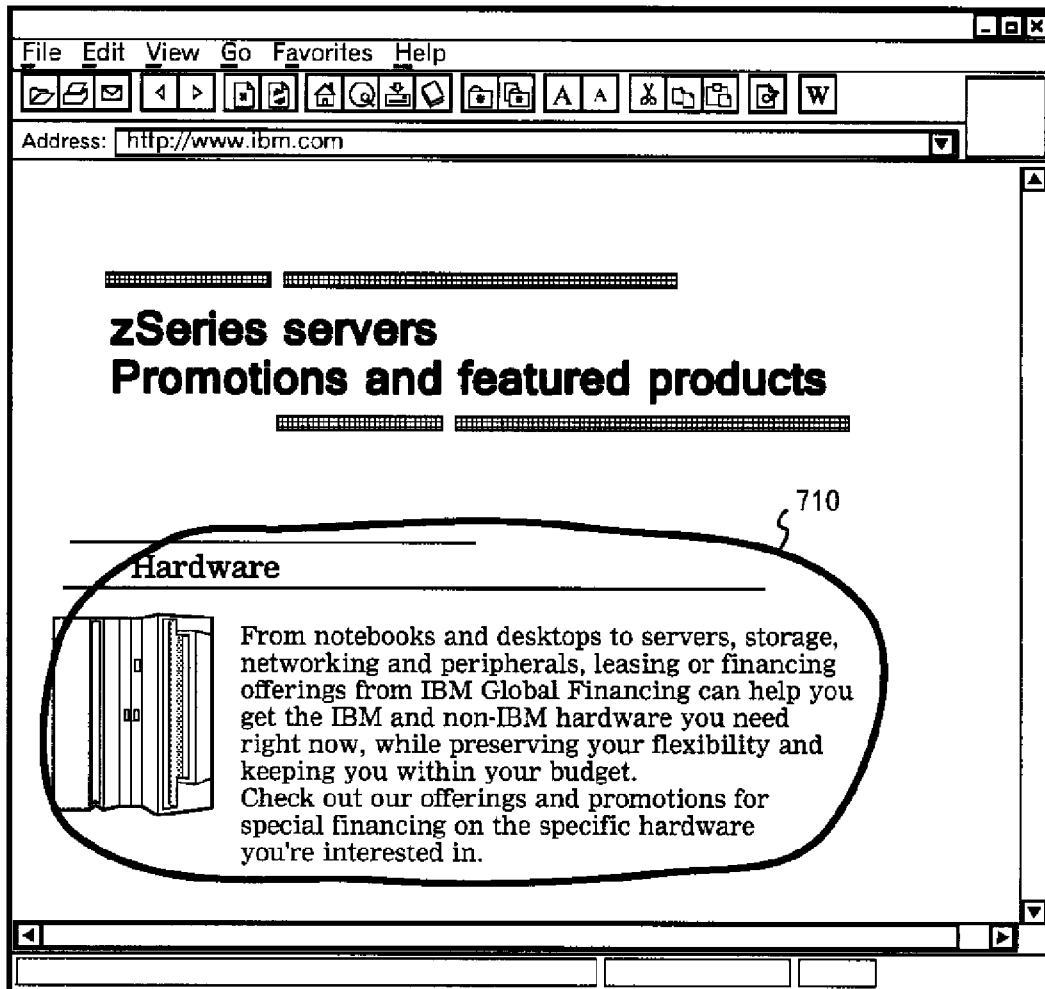 File Edit View Go Favorites Help
A A W
Address: http://www.ibm.com
zSeries servers
Promotions and featured products
710
Hardware
From notebooks and desktops to servers, storage,
networking and peripherals, leasing or financing
offerings from IBM Global Financing can help you
get the IBM and non-IBM hardware you need
right now, while preserving your flexibility and
keeping you within your budget.
Check out our offerings and promotions for
special financing on the specific hardware
you're interested in.